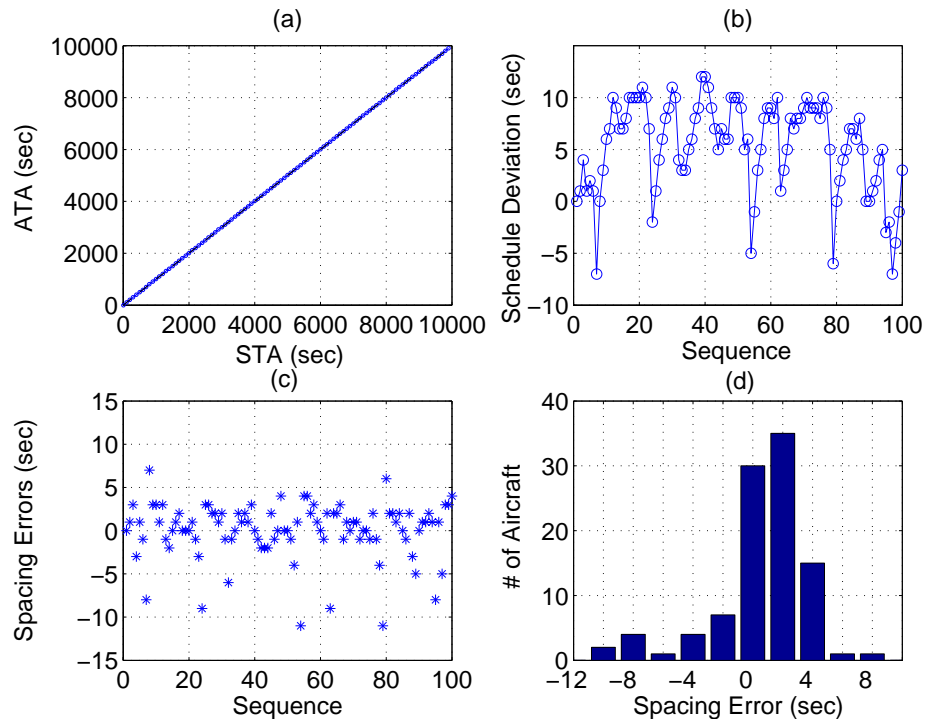 (a)
10000
8000
6000
4000
2000
0
ATA (sec)
0 2000 4000 6000 8000 10000
STA (sec)
(b)
10
5
0
−5
−10
Schedule Deviation (sec)
0 20 40 60 80 100
Sequence
(c)
15
10
5
0
−5
−10
−15
Spacing Errors (sec)
0 20 40 60 80 100
Sequence
(d)
40
30
20
10
0
# of Aircraft
−12 −8 −4 0 4 8
Spacing Error (sec)